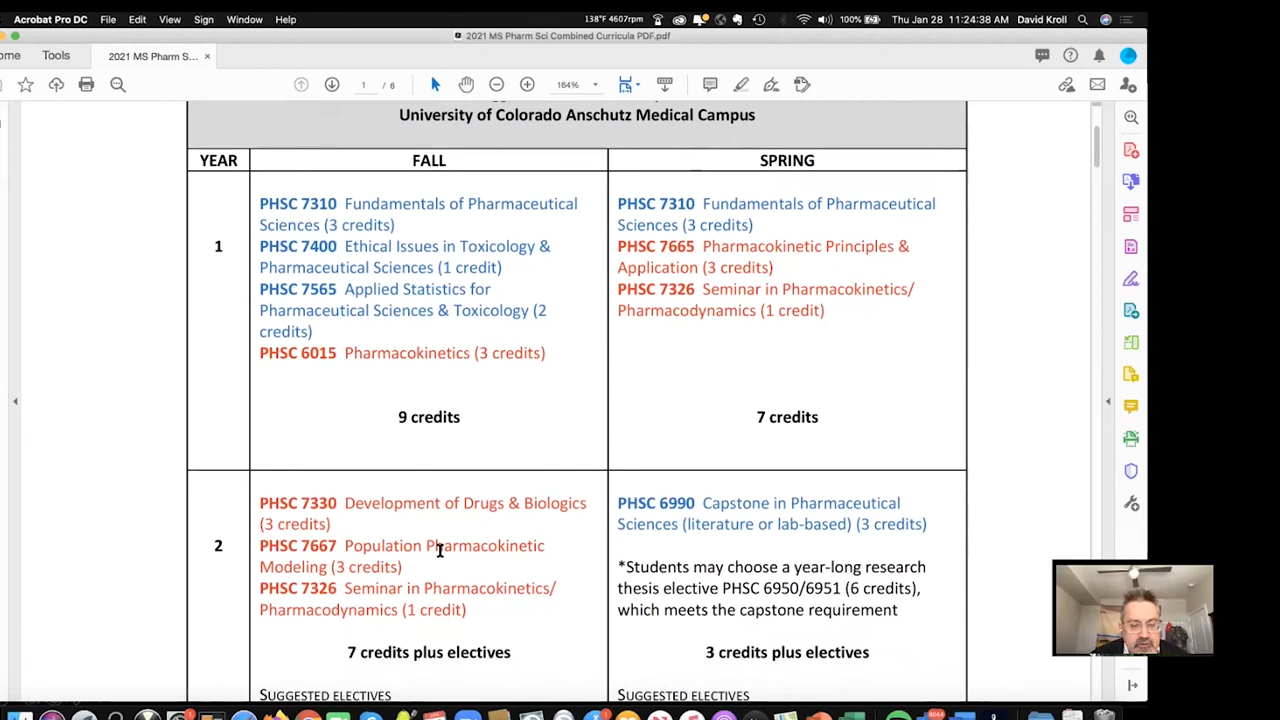 Acrobat Pro DC File Edit View Sign Window Help 138°F 4607rpm 100% Thu Jan 28 11:24:38 AM David Kroll
2021 MS Pharm Sci Combined Curricula PDF.pdf
ome Tools 2021 MS Pharm S... ×
1 / 6 164%
University of Colorado Anschutz Medical Campus
YEAR FALL SPRING
1
PHSC 7310 Fundamentals of Pharmaceutical
Sciences (3 credits)
PHSC 7400 Ethical Issues in Toxicology &
Pharmaceutical Sciences (1 credit)
PHSC 7565 Applied Statistics for
Pharmaceutical Sciences & Toxicology (2
credits)
PHSC 6015 Pharmacokinetics (3 credits)
9 credits
PHSC 7310 Fundamentals of Pharmaceutical
Sciences (3 credits)
PHSC 7665 Pharmacokinetic Principles &
Application (3 credits)
PHSC 7326 Seminar in Pharmacokinetics/
Pharmacodynamics (1 credit)
7 credits
2
PHSC 7330 Development of Drugs & Biologics
(3 credits)
PHSC 7667 Population Pharmacokinetic
Modeling (3 credits)
PHSC 7326 Seminar in Pharmacokinetics/
Pharmacodynamics (1 credit)
7 credits plus electives
SUGGESTED ELECTIVES
PHSC 6990 Capstone in Pharmaceutical
Sciences (literature or lab-based) (3 credits)
*Students may choose a year-long research
thesis elective PHSC 6950/6951 (6 credits),
which meets the capstone requirement
3 credits plus electives
SUGGESTED ELECTIVES